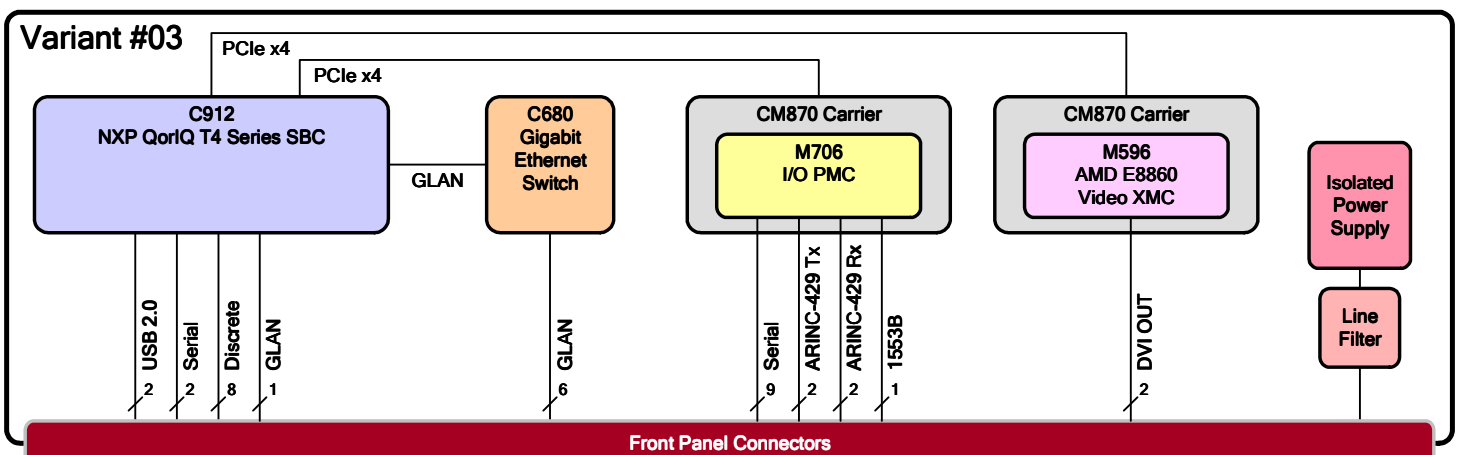 Variant #03
PCIe x4
PCIe x4
C912
NXP QorIQ T4 Series SBC
GLAN
C680
Gigabit
Ethernet
Switch
CM870 Carrier
M706
I/O PMC
CM870 Carrier
M596
AMD E8860
Video XMC
Isolated
Power
Supply
Line
Filter
USB 2.0
2
Serial
2
Discrete
8
GLAN
1
GLAN
6
Serial
9
ARINC-429 Tx
2
ARINC-429 Rx
2
1553B
1
DVI OUT
2
Front Panel Connectors